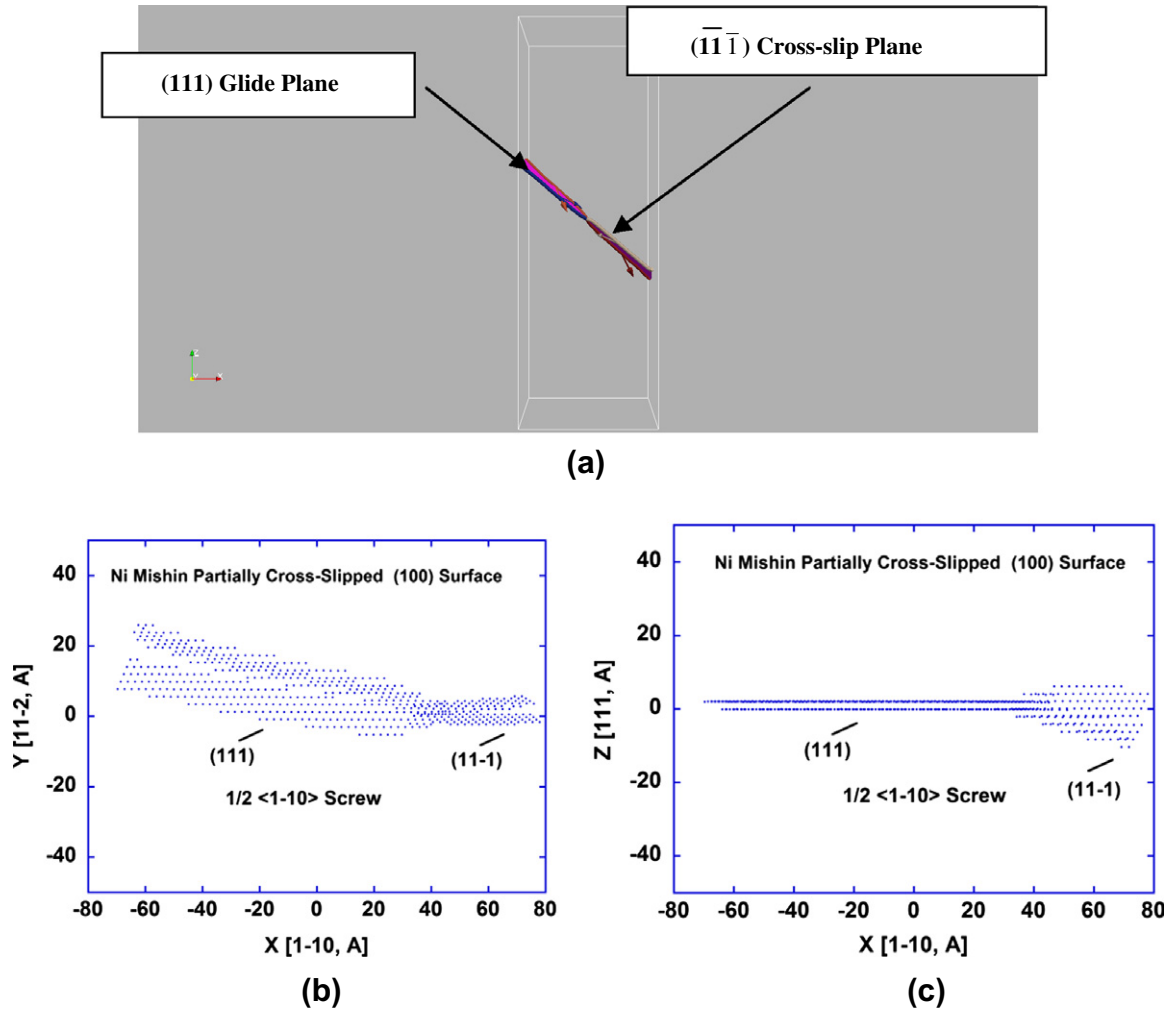 (111) Glide Plane
(1̅1̅ 1̅) Cross-slip Plane
(a)
Ni Mishin Partially Cross-Slipped (100) Surface
(111)
(11-1)
1/2 <1-10> Screw
Y [11-2, A]
40
20
0
-20
-40
-80 -60 -40 -20 0 20 40 60 80
X [1-10, A]
(b)
Ni Mishin Partially Cross-Slipped (100) Surface
(111)
(11-1)
1/2 <1-10> Screw
Z [111, A]
40
20
0
-20
-40
-80 -60 -40 -20 0 20 40 60 80
X [1-10, A]
(c)